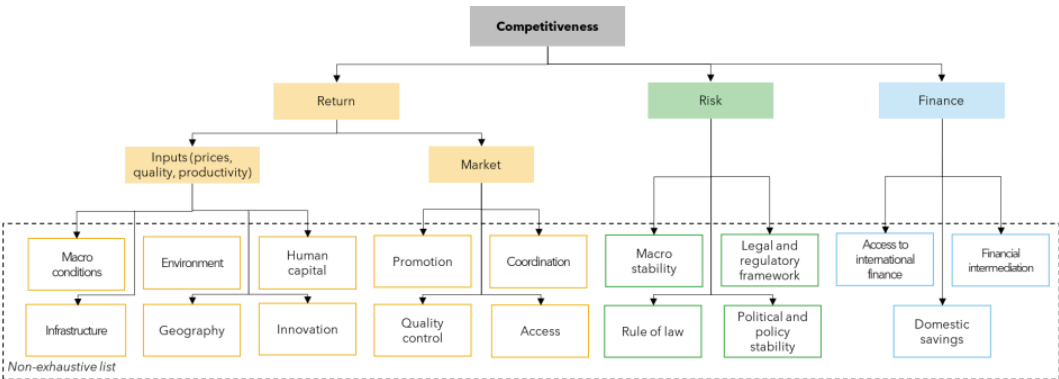 Competitiveness
Return
Risk
Finance
Inputs (prices,
quality, productivity)
Market
Macro
conditions
Environment
Human
capital
Promotion
Coordination
Macro
stability
Legal and
regulatory
framework
Access to
international
finance
Financial
intermediation
Infrastructure
Geography
Innovation
Quality
control
Access
Rule of law
Political and
policy
stability
Domestic
savings
Non-exhaustive list